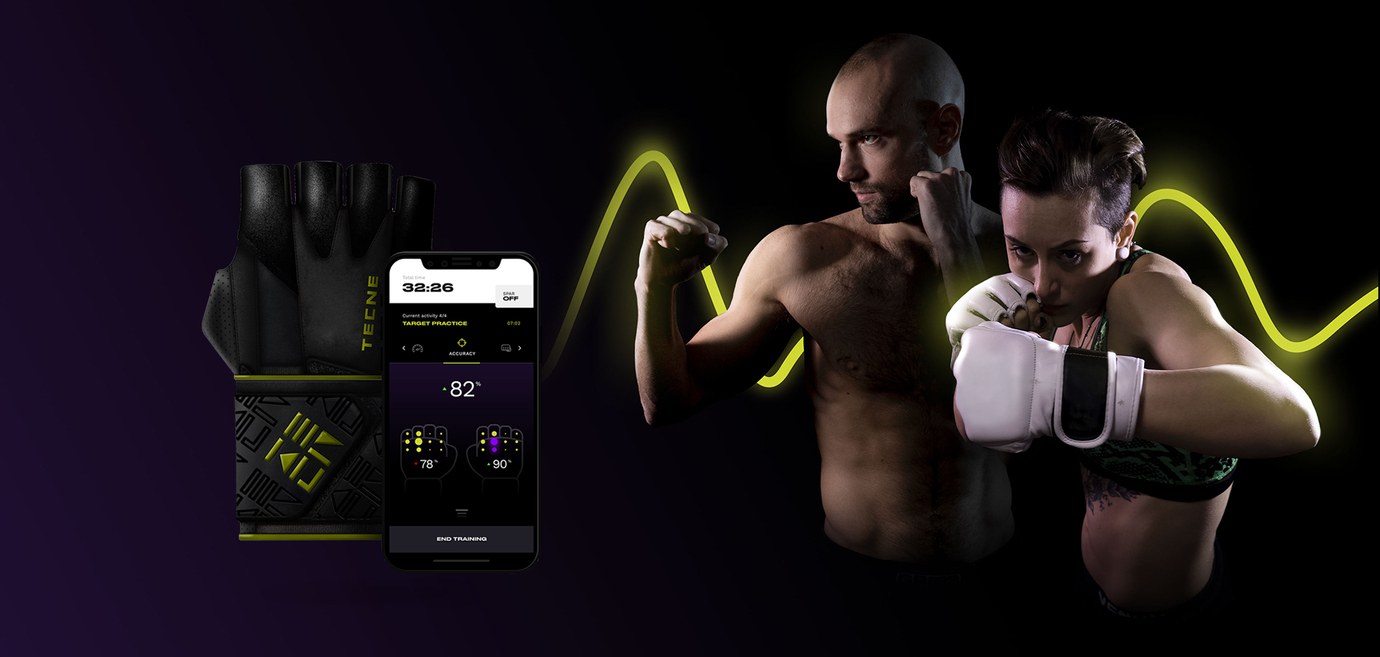 TECNE
Total time
32:26
SPAR
OFF
Current activity 4/4
TARGET PRACTICE
07:03
ACCURACY
82%
78%
90%
END TRAINING